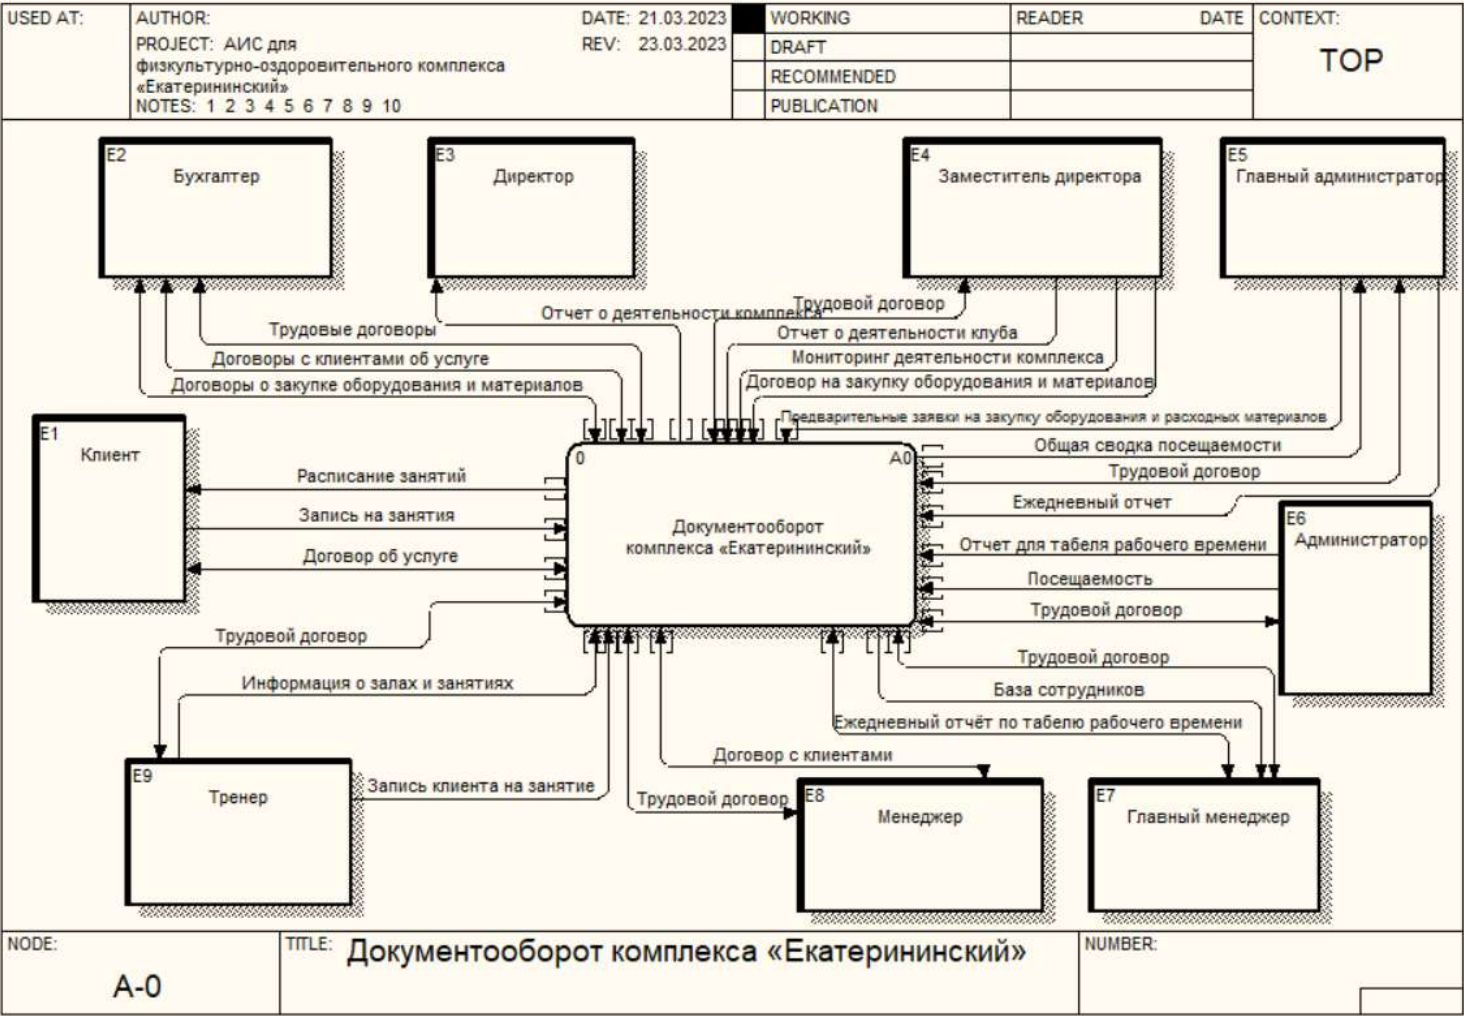 USED AT:
AUTHOR:
DATE: 21.03.2023
PROJECT: АИС для
физкультурно-оздоровительного комплекса
«Екатерининский»
REV: 23.03.2023
NOTES: 1 2 3 4 5 6 7 8 9 10
WORKING
DRAFT
RECOMMENDED
PUBLICATION
READER DATE
CONTEXT:
TOP
E2
Бухгалтер
E3
Директор
E4
Заместитель директора
E5
Главный администратор
Трудовой договор
Отчет о деятельности комплекса
Трудовые договоры
Отчет о деятельности клуба
Договоры с клиентами об услуге
Мониторинг деятельности комплекса
Договоры о закупке оборудования и материалов
Договор на закупку оборудования и материалов
Предварительные заявки на закупку оборудования и расходных материалов
E1
Клиент
Общая сводка посещаемости
Трудовой договор
Ежедневный отчет
Расписание занятий
Запись на занятия
Договор об услуге
0
A0
Документооборот
комплекса «Екатерининский»
E6
Администратор
Отчет для табеля рабочего времени
Посещаемость
Трудовой договор
Трудовой договор
Информация о залах и занятиях
Трудовой договор
База сотрудников
Ежедневный отчёт по табелю рабочего времени
Договор с клиентами
E9
Тренер
Запись клиента на занятие
Трудовой договор
E8
Менеджер
E7
Главный менеджер
NODE:
A-0
TITLE: Документооборот комплекса «Екатерининский»
NUMBER: